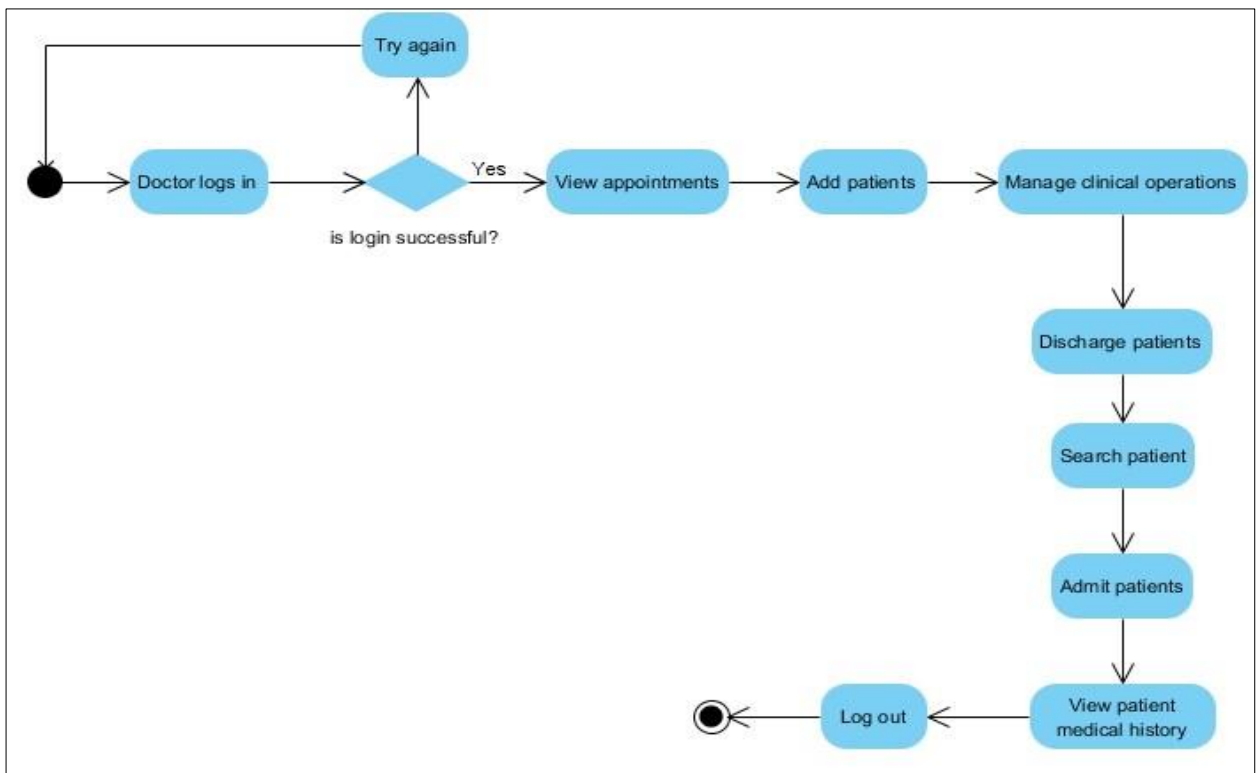 Try again
Doctor logs in
Yes
View appointments
Add patients
Manage clinical operations
is login successful?
Discharge patients
Search patient
Admit patients
View patient
medical history
Log out